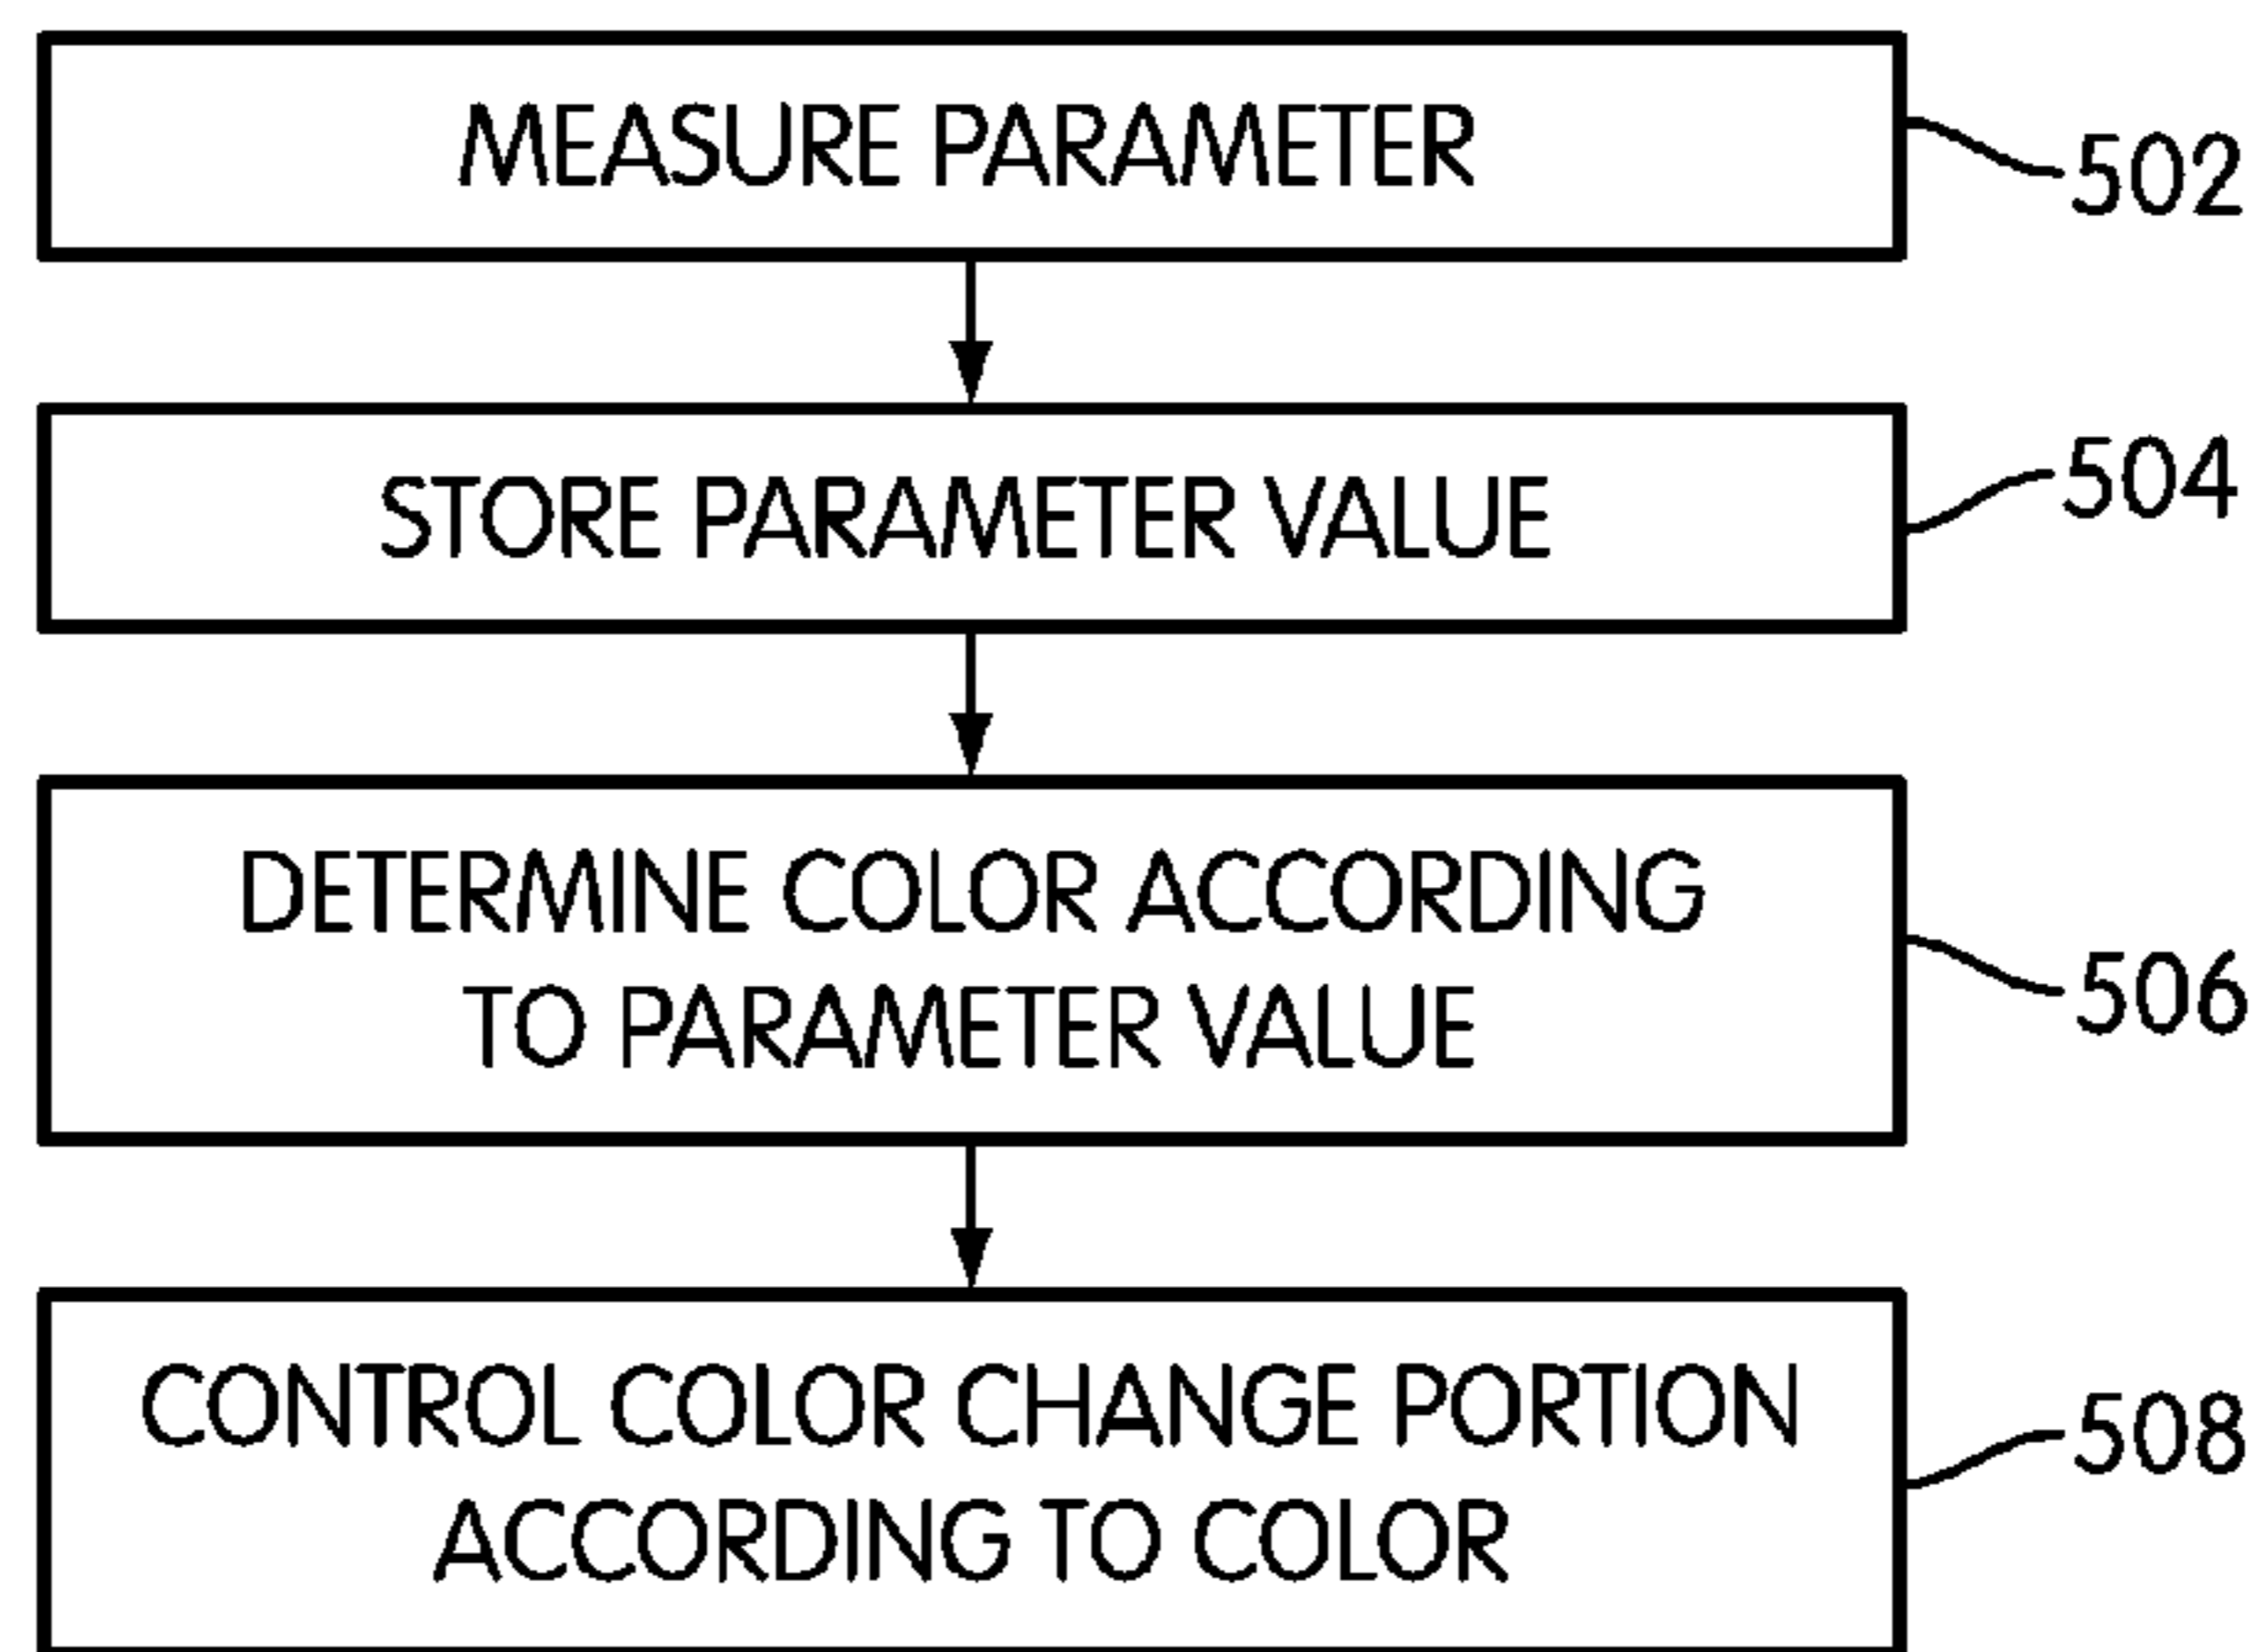 MEASURE PARAMETER
502
STORE PARAMETER VALUE
504
DETERMINE COLOR ACCORDING
TO PARAMETER VALUE
506
CONTROL COLOR CHANGE PORTION
ACCORDING TO COLOR
508